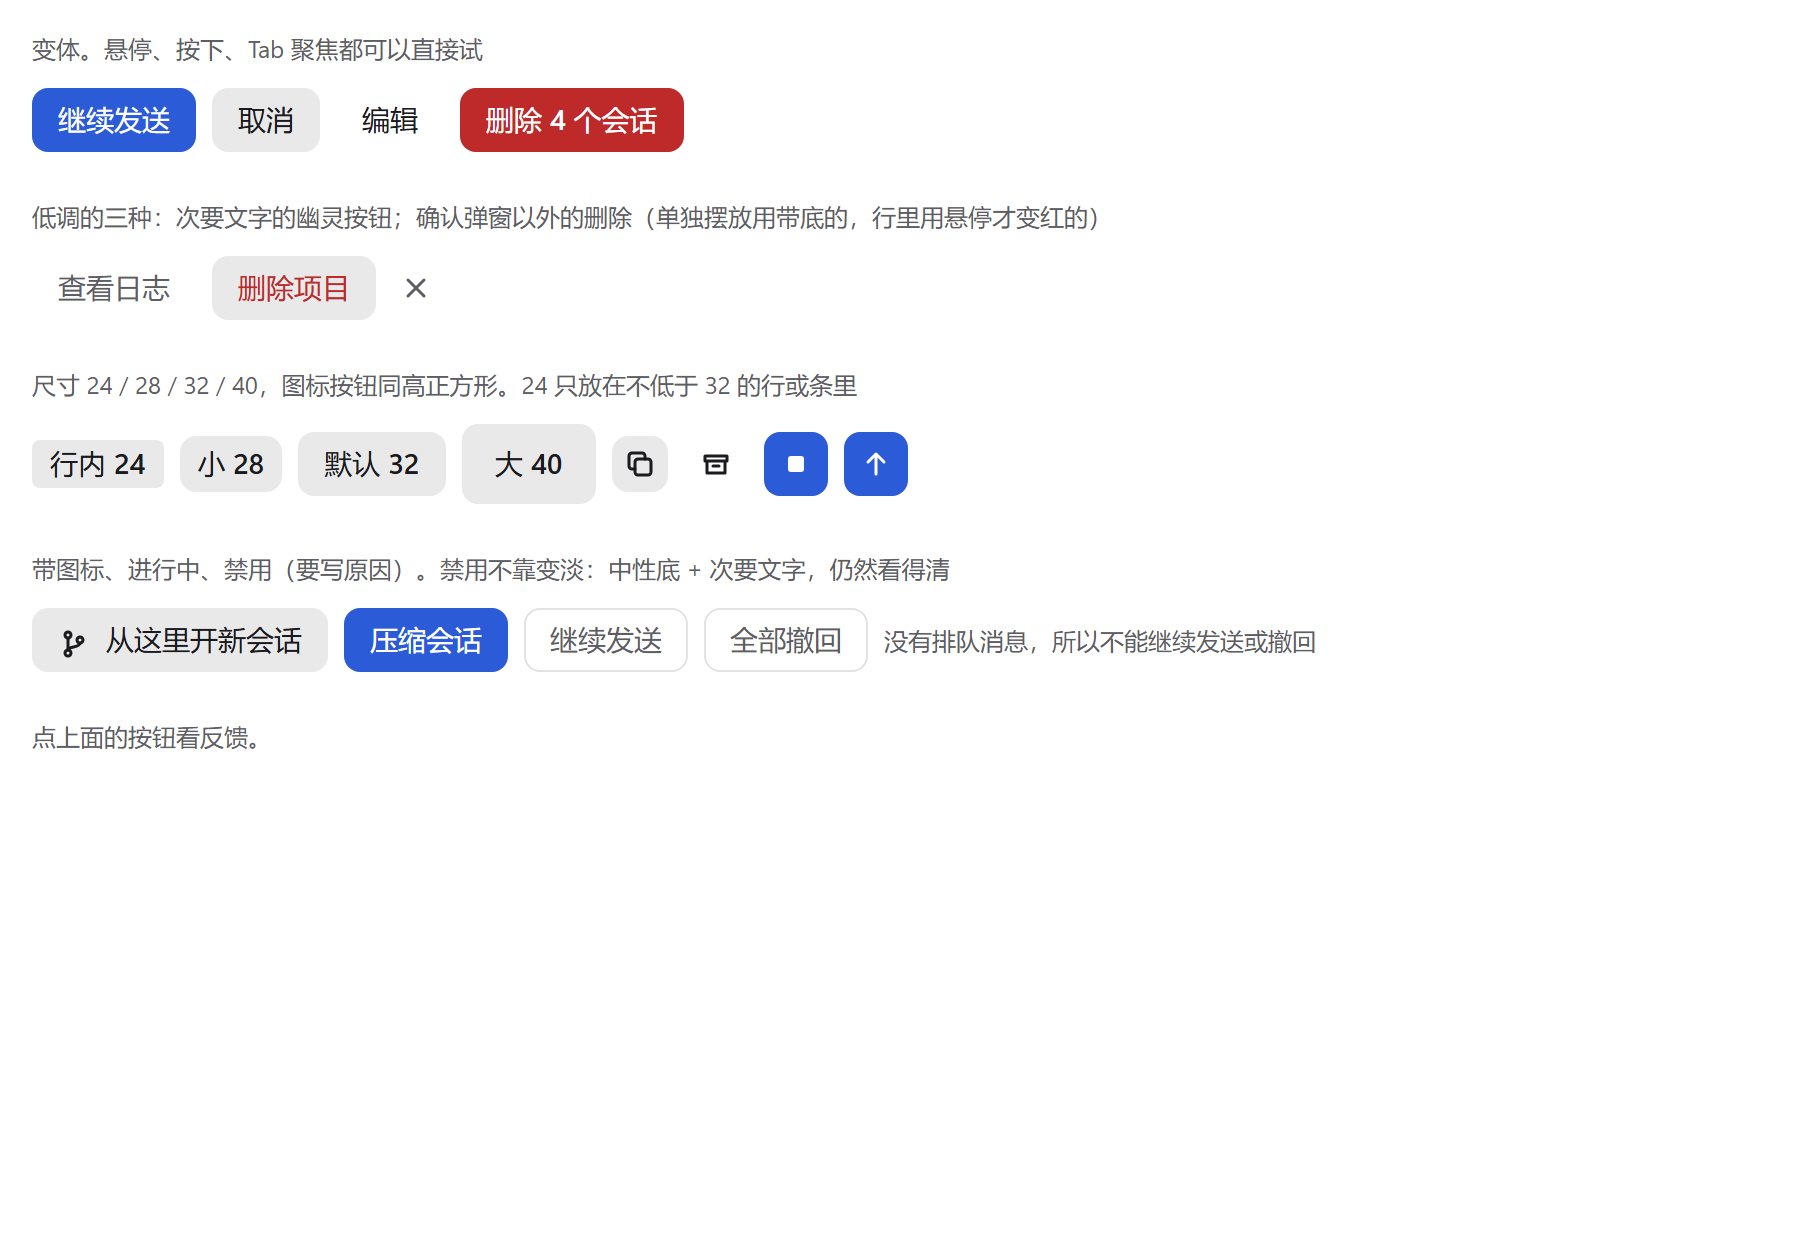 变体。悬停、按下、Tab 聚焦都可以直接试
继续发送 取消 编辑 删除 4 个会话
低调的三种：次要文字的幽灵按钮；确认弹窗以外的删除（单独摆放用带底的，行里用悬停才变红的）
查看日志 删除项目
尺寸 24 / 28 / 32 / 40，图标按钮同高正方形。24 只放在不低于 32 的行或条里
行内 24 小 28 默认 32 大 40
带图标、进行中、禁用（要写原因）。禁用不靠变淡：中性底 + 次要文字，仍然看得清
从这里开新会话 压缩会话 继续发送 全部撤回 没有排队消息，所以不能继续发送或撤回
点上面的按钮看反馈。